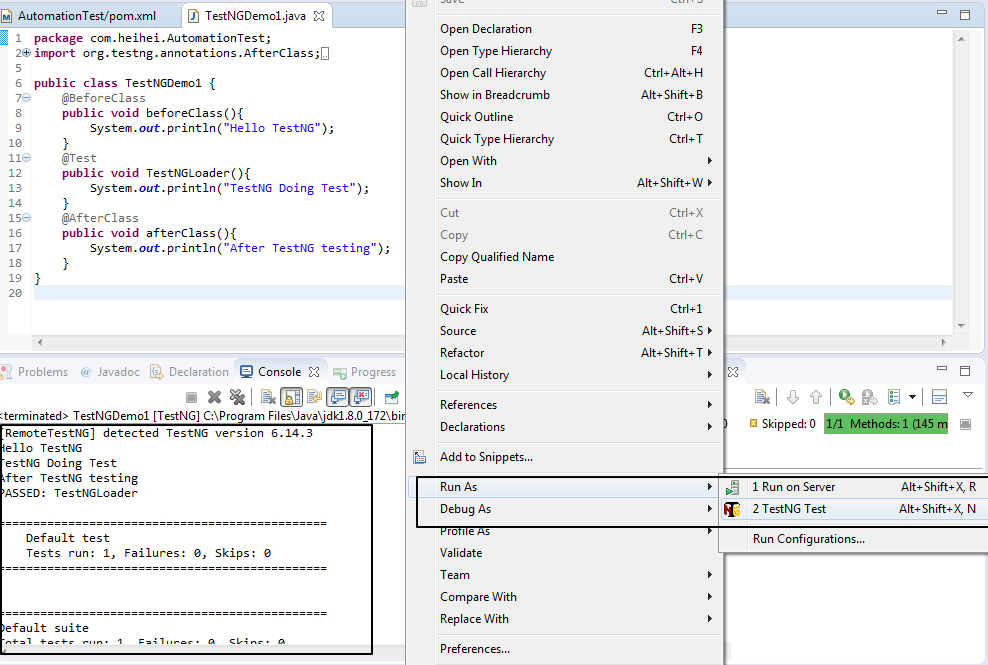 AutomationTest/pom.xml
TestNGDemo1.java
1 package com.heihei.AutomationTest;
2 import org.testng.annotations.AfterClass;
5
6 public class TestNGDemo1 {
7 @BeforeClass
8 public void beforeClass(){
9 System.out.println("Hello TestNG");
10 }
11 @Test
12 public void TestNGLoader(){
13 System.out.println("TestNG Doing Test");
14 }
15 @AfterClass
16 public void afterClass(){
17 System.out.println("After TestNG testing");
18 }
19 }
20
Save Ctrl+S
Open Declaration F3
Open Type Hierarchy F4
Open Call Hierarchy Ctrl+Alt+H
Show in Breadcrumb Alt+Shift+B
Quick Outline Ctrl+O
Quick Type Hierarchy Ctrl+T
Open With
Show In Alt+Shift+W
Cut Ctrl+X
Copy Ctrl+C
Copy Qualified Name
Paste Ctrl+V
Quick Fix Ctrl+1
Source Alt+Shift+S
Refactor Alt+Shift+T
Local History
References
Declarations
Add to Snippets...
Run As
Debug As
Profile As
Validate
Team
Compare With
Replace With
Preferences...
1 Run on Server Alt+Shift+X, R
2 TestNG Test Alt+Shift+X, N
Run Configurations...
Problems @ Javadoc Declaration Console Progress
<terminated> TestNGDemo1 [TestNG] C:\Program Files\Java\jdk1.8.0_172\bin
[RemoteTestNG] detected TestNG version 6.14.3
Hello TestNG
TestNG Doing Test
After TestNG testing
PASSED: TestNGLoader
===============================================
Default test
Tests run: 1, Failures: 0, Skips: 0
===============================================
===============================================
Default suite
Total tests run: 1, Failures: 0, Skips: 0
Skipped: 0
1/1 Methods: 1 (145 m